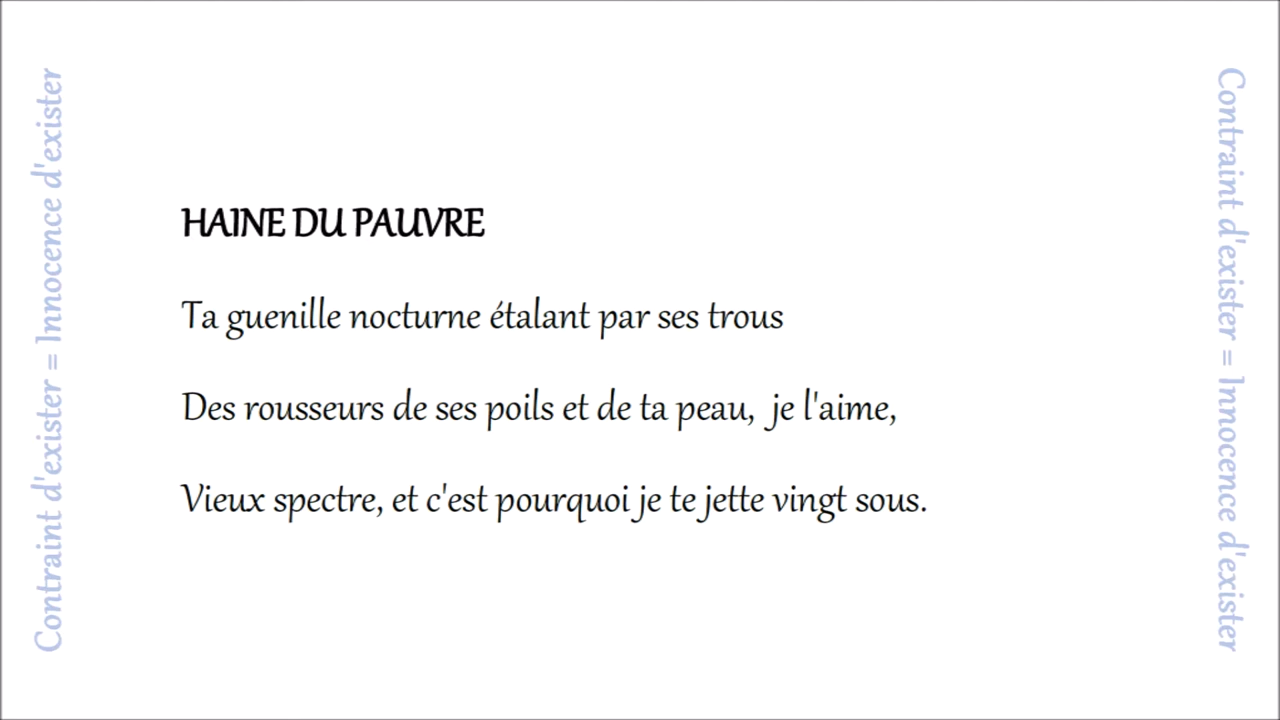 Contraint d'exister = Innocence d'exister
HAINE DU PAUVRE
Ta guenille nocturne étalant par ses trous
Des rousseurs de ses poils et de ta peau, je l'aime,
Vieux spectre, et c'est pourquoi je te jette vingt sous.
Contraint d'exister = Innocence d'exister